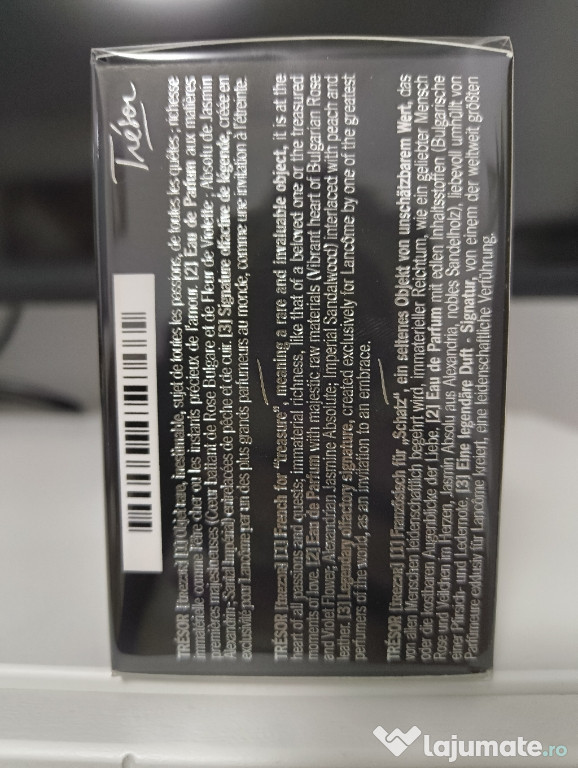 Trésor
TRÉSOR [trezɔr] [1] Objet rare, inestimable, sujet de toutes les passions, de toutes les quêtes ; richesse
immatérielle comme l'être cher ou les instants précieux de l'amour. [2] Eau de Parfum aux matières
premières majestueuses (Cœur battant de Rose Bulgare et de Fleur de Violette ; Absolu de Jasmin
Alexandrin ; Santal Impérial) entrelacées de pêche et de cuir. [3] Signature olfactive de légende, créée en
exclusivité pour Lancôme par un des plus grands parfumeurs au monde, comme une invitation à l'étreinte.
TRÉSOR [trezɔr] [1] French for "treasure", meaning a rare and invaluable object, it is at the
heart of all passions and quests; immaterial richness, like that of a beloved one or the treasured
moments of love. [2] Eau de Parfum with majestic raw materials (Vibrant heart of Bulgarian Rose
and Violet Flower; Alexandrian Jasmine Absolute; Imperial Sandalwood) interlaced with peach and
leather. [3] Legendary olfactory signature, created exclusively for Lancôme by one of the greatest
perfumers of the world, as an invitation to an embrace.
TRÉSOR [trezɔr] [1] Französisch für „Schatz", ein seltenes Objekt von unschätzbarem Wert, das
von allen Menschen leidenschaftlich begehrt wird, immaterieller Reichtum, wie ein geliebter Mensch
oder die kostbaren Augenblicke der Liebe. [2] Eau de Parfum mit edlen Inhaltsstoffen (Bulgarische
Rose und Veilchen im Herzen, Jasmin Absolut aus Alexandria, nobles Sandelholz), liebevoll umhüllt von
einer Pfirsich- und Ledernote. [3] Eine legendäre Duft - Signatur, von einem der weltweit größten
Parfumeure exklusiv für Lancôme kreiert, eine leidenschaftliche Verführung.
lajumate.ro